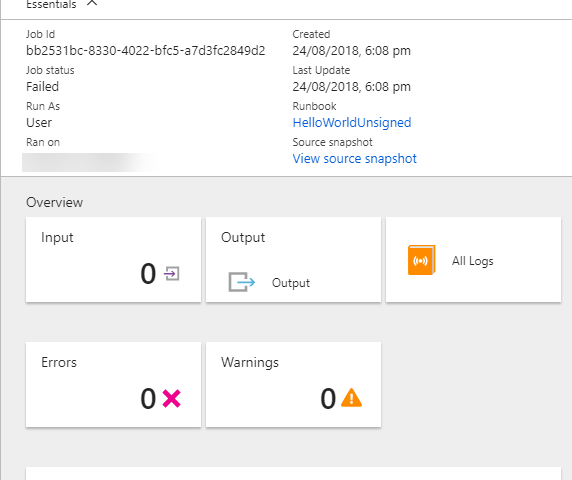 Essentials
Job Id
bb2531bc-8330-4022-bfc5-a7d3fc2849d2
Job status
Failed
Run As
User
Ran on
Created
24/08/2018, 6:08 pm
Last Update
24/08/2018, 6:08 pm
Runbook
HelloWorldUnsigned
Source snapshot
View source snapshot
Overview
Input
0
Output
Output
All Logs
Errors
0
Warnings
0